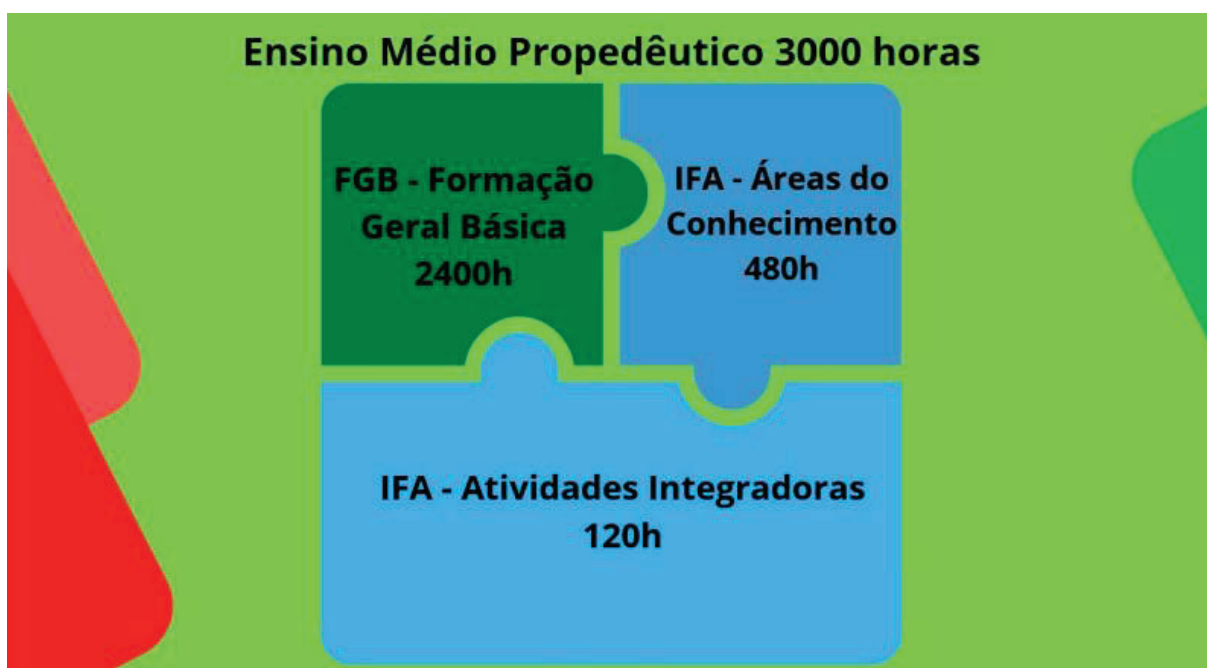 Ensino Médio Propedêutico 3000 horas
FGB - Formação
Geral Básica
2400h
IFA - Áreas do
Conhecimento
480h
IFA - Atividades Integradoras
120h